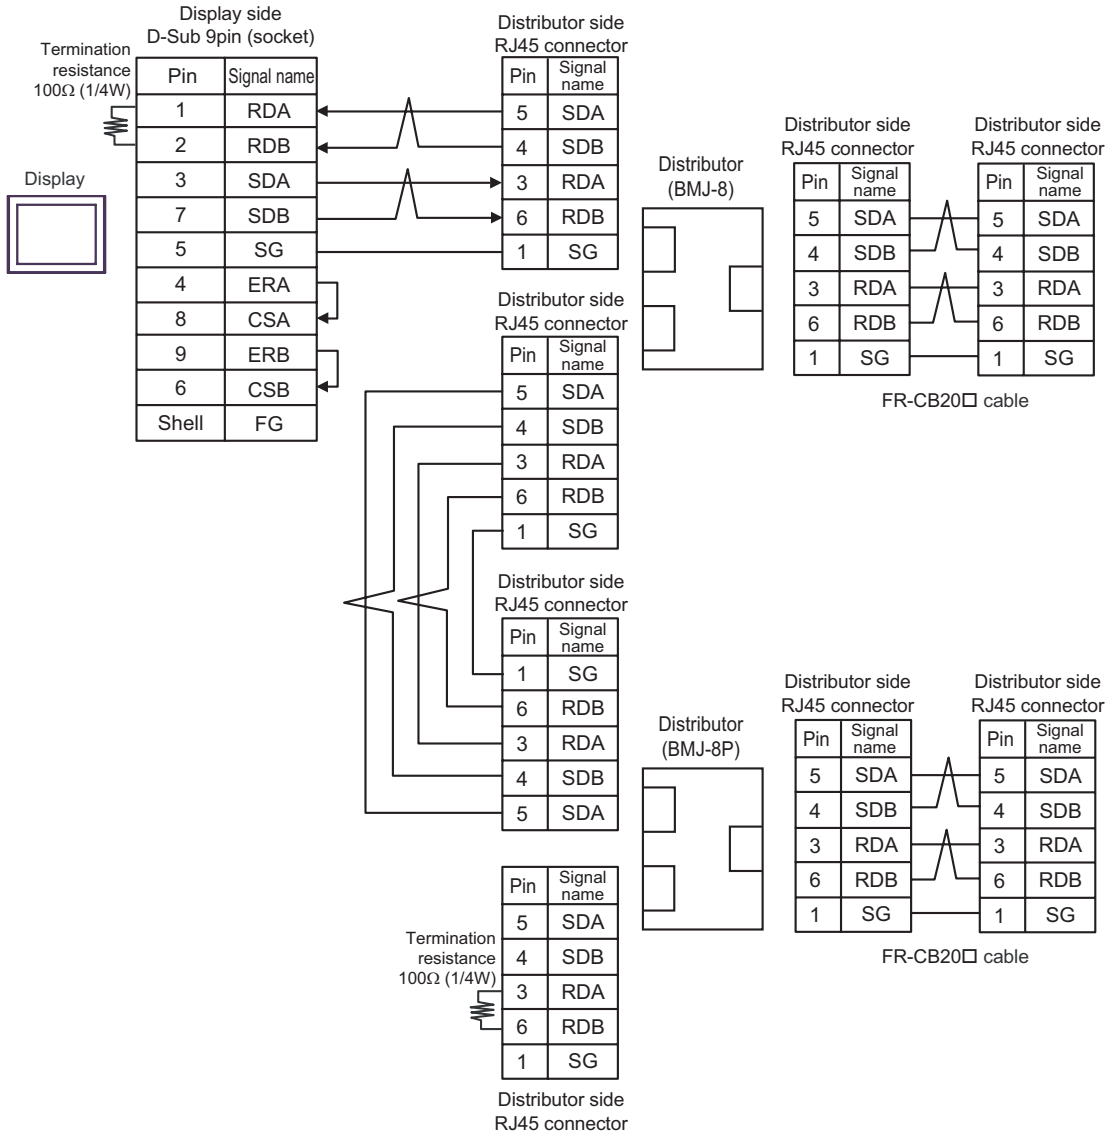 Display side
D-Sub 9pin (socket)
Termination
resistance
100Ω (1/4W)
Pin Signal name
1 RDA
2 RDB
3 SDA
7 SDB
5 SG
4 ERA
8 CSA
9 ERB
6 CSB
Shell FG
Display
Distributor side
RJ45 connector
Pin Signal
name
5 SDA
4 SDB
3 RDA
6 RDB
1 SG
Distributor side
RJ45 connector
Pin Signal
name
5 SDA
4 SDB
3 RDA
6 RDB
1 SG
Distributor side
RJ45 connector
Pin Signal
name
1 SG
6 RDB
3 RDA
4 SDB
5 SDA
Pin Signal
name
5 SDA
4 SDB
3 RDA
6 RDB
1 SG
Termination
resistance
100Ω (1/4W)
Distributor side
RJ45 connector
Distributor
(BMJ-8)
Distributor side
RJ45 connector
Pin Signal
name
5 SDA
4 SDB
3 RDA
6 RDB
1 SG
Distributor side
RJ45 connector
Pin Signal
name
5 SDA
4 SDB
3 RDA
6 RDB
1 SG
FR-CB20□ cable
Distributor
(BMJ-8P)
Distributor side
RJ45 connector
Pin Signal
name
5 SDA
4 SDB
3 RDA
6 RDB
1 SG
Distributor side
RJ45 connector
Pin Signal
name
5 SDA
4 SDB
3 RDA
6 RDB
1 SG
FR-CB20□ cable